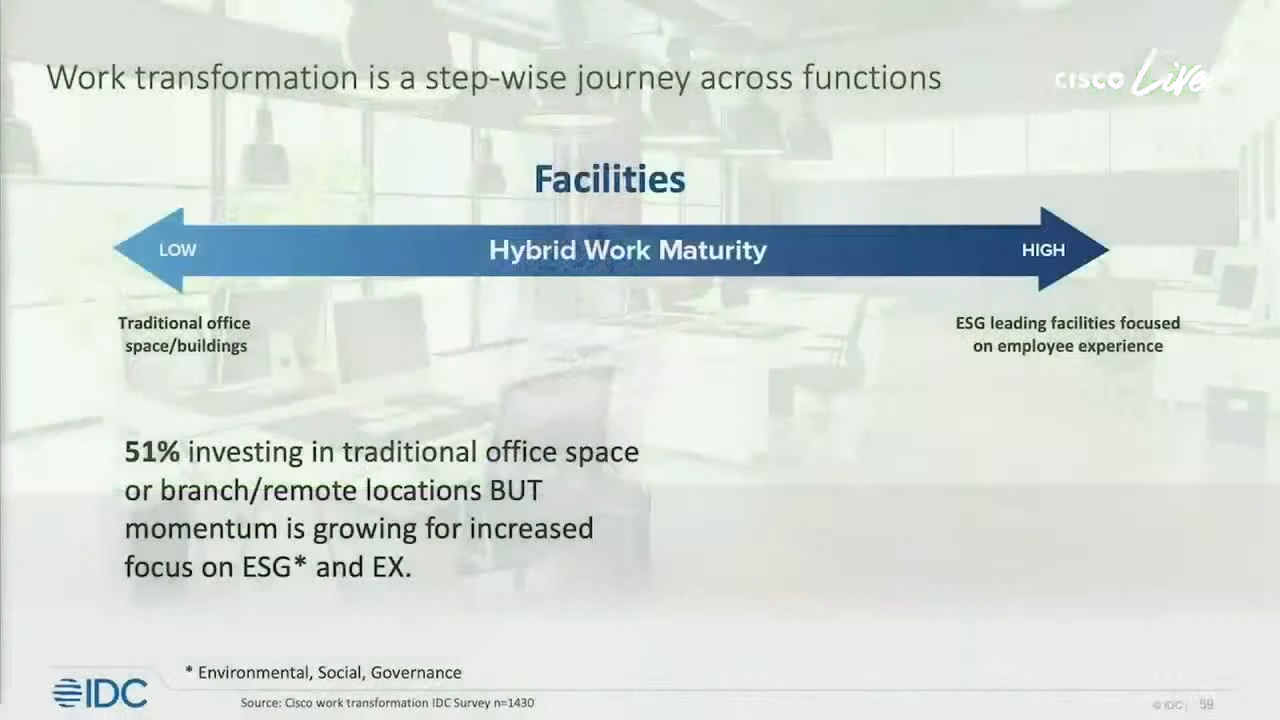 Work transformation is a step-wise journey across functions
CISCO Live!
Facilities
LOW
Hybrid Work Maturity
HIGH
Traditional office
space/buildings
ESG leading facilities focused
on employee experience
51% investing in traditional office space
or branch/remote locations BUT
momentum is growing for increased
focus on ESG* and EX.
* Environmental, Social, Governance
IDC
Source: Cisco work transformation IDC Survey n=1430
© IDC | 59